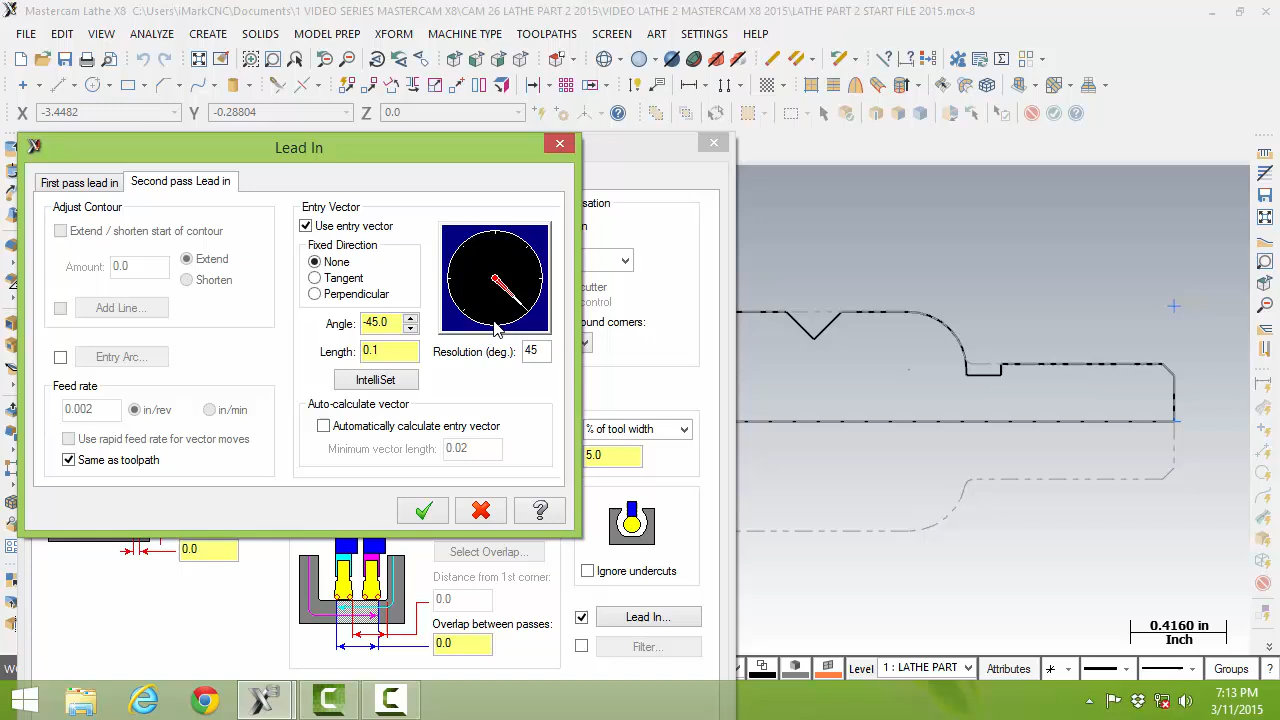 Mastercam Lathe X8 C:\Users\iMarkCNC\Documents\1 VIDEO SERIES MASTERCAM X8\CAM 26 LATHE PART 2 2015\VIDEO LATHE 2 MASTERCAM X8 2015\LATHE PART 2 START FILE 2015.mcx-8
FILE EDIT VIEW ANALYZE CREATE SOLIDS MODEL PREP XFORM MACHINE TYPE TOOLPATHS SCREEN ART SETTINGS HELP
X -3.4482 Y -0.28804 Z 0.0
Lead In
First pass lead in Second pass Lead in
Adjust Contour
Extend / shorten start of contour
Amount: 0.0
Extend
Shorten
Add Line...
Entry Arc...
Feed rate
0.002 in/rev in/min
Use rapid feed rate for vector moves
Same as toolpath
Entry Vector
Use entry vector
Fixed Direction
None
Tangent
Perpendicular
Angle: -45.0
Length: 0.1
Resolution (deg.): 45
IntelliSet
Auto-calculate vector
Automatically calculate entry vector
Minimum vector length: 0.02
% of tool width
5.0
0.0
Select Overlap...
Distance from 1st corner:
0.0
Overlap between passes:
0.0
Ignore undercuts
Lead In...
Filter...
0.4160 in
Inch
Level 1 : LATHE PART Attributes Groups ?
7:13 PM
3/11/2015